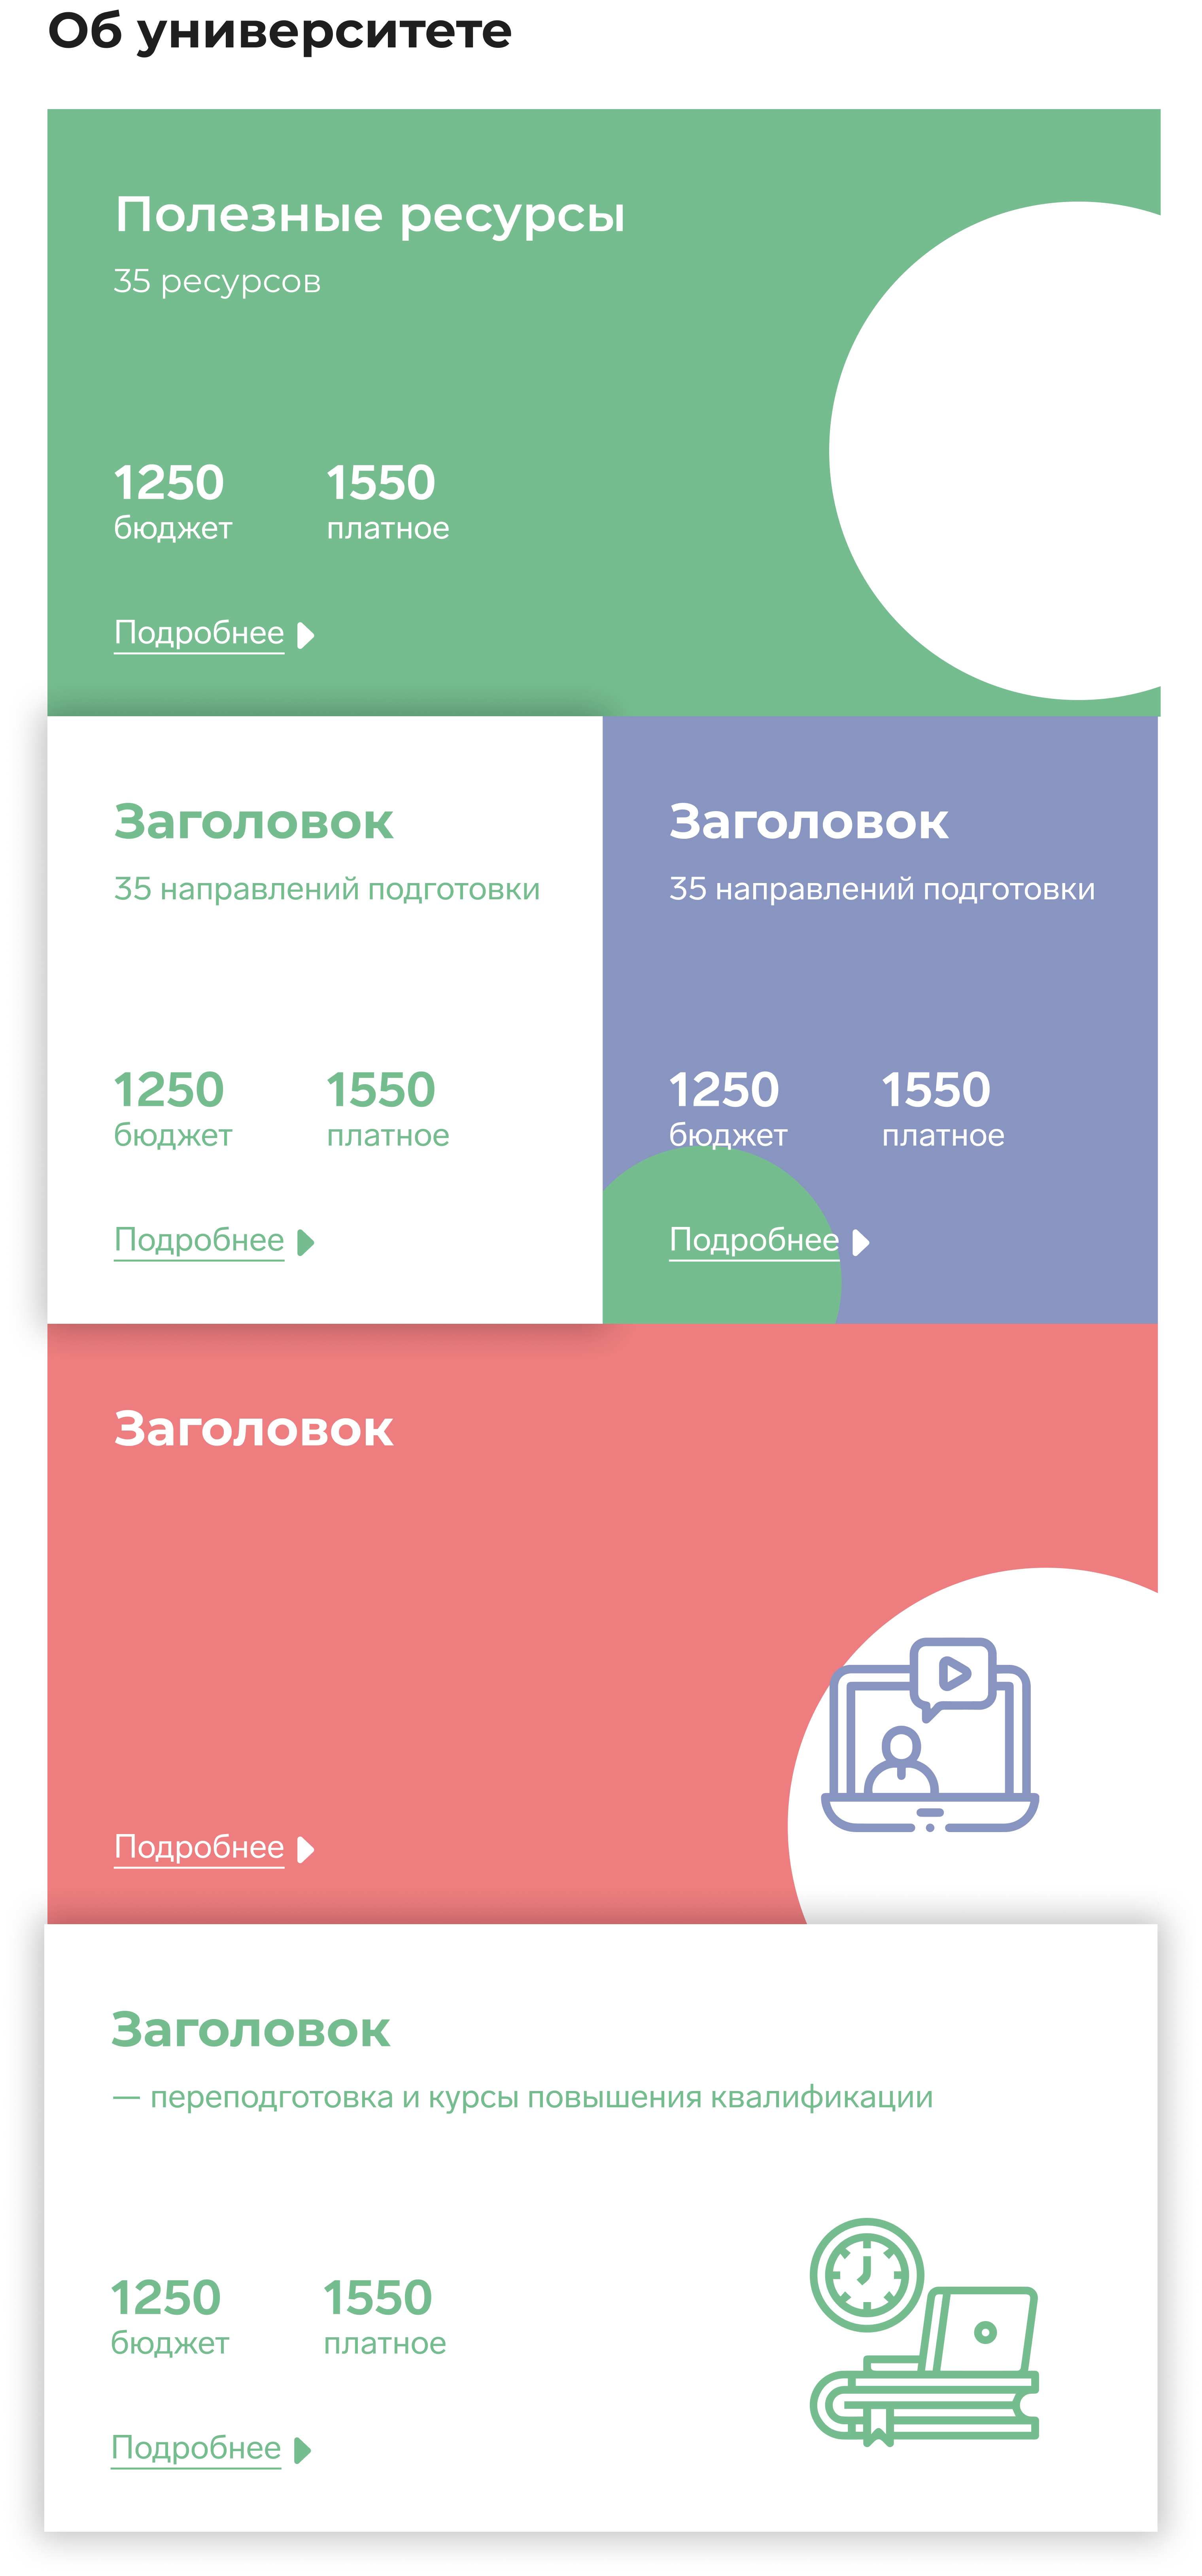 Об университете
Полезные ресурсы
35 ресурсов
1250 1550
бюджет платное
Подробнее
Заголовок
35 направлений подготовки
1250 1550
бюджет платное
Подробнее
Заголовок
35 направлений подготовки
1250 1550
бюджет платное
Подробнее
Заголовок
Подробнее
Заголовок
— переподготовка и курсы повышения квалификации
1250 1550
бюджет платное
Подробнее